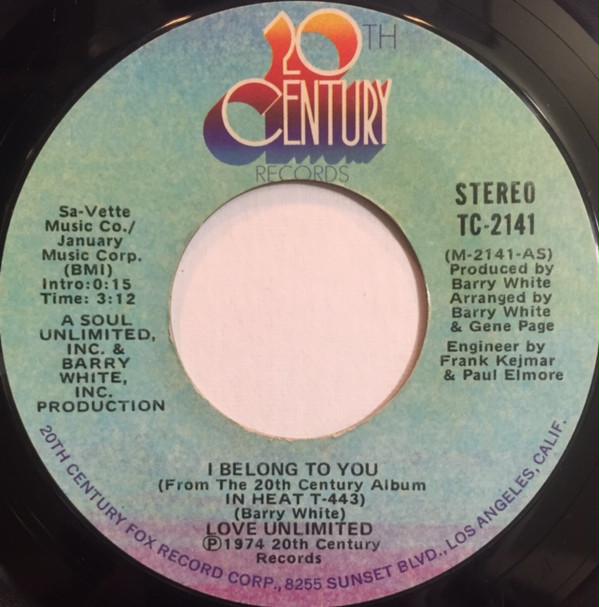 20TH
CENTURY
RECORDS
Sa-Vette
Music Co./
January
Music Corp.
(BMI)
Intro:0:15
Time: 3:12
A SOUL
UNLIMITED,
INC. &
BARRY
WHITE,
INC.
PRODUCTION
STEREO
TC-2141
(M-2141-AS)
Produced by
Barry White
Arranged by
Barry White
& Gene Page
Engineer by
Frank Kejmar
& Paul Elmore
I BELONG TO YOU
(From The 20th Century Album
IN HEAT T-443)
(Barry White)
LOVE UNLIMITED
Ⓟ1974 20th Century
Records
20TH CENTURY FOX RECORD CORP., 8255 SUNSET BLVD., LOS ANGELES, CALIF.